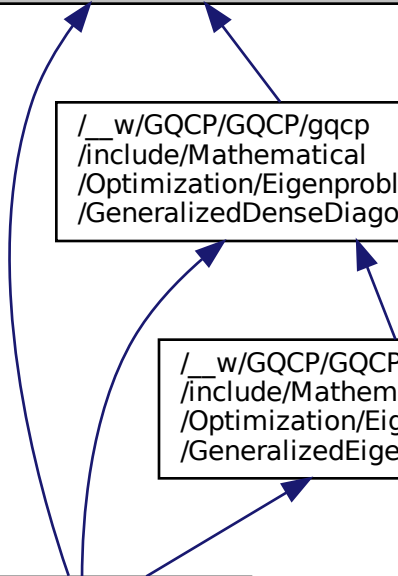 /__w/GQCP/GQCP/gqcp
/include/Mathematical
/Optimization/Eigenprobl
/GeneralizedDenseDiago
/__w/GQCP/GQCP
/include/Mathem
/Optimization/Eig
/GeneralizedEige